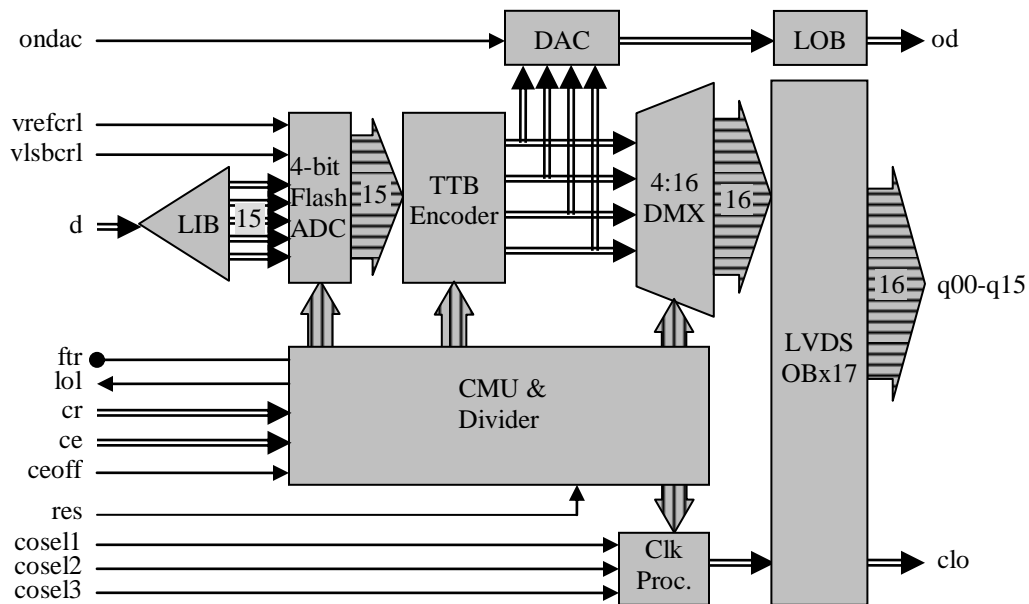 ondac
DAC
LOB
od
vrefcrl
vlsbcrl
d
LIB
15
4-bit
Flash
ADC
15
TTB
Encoder
4:16
DMX
16
LVDS
OBx17
16
q00-q15
ftr
lol
cr
ce
ceoff
CMU &
Divider
res
cosel1
cosel2
cosel3
Clk
Proc.
clo